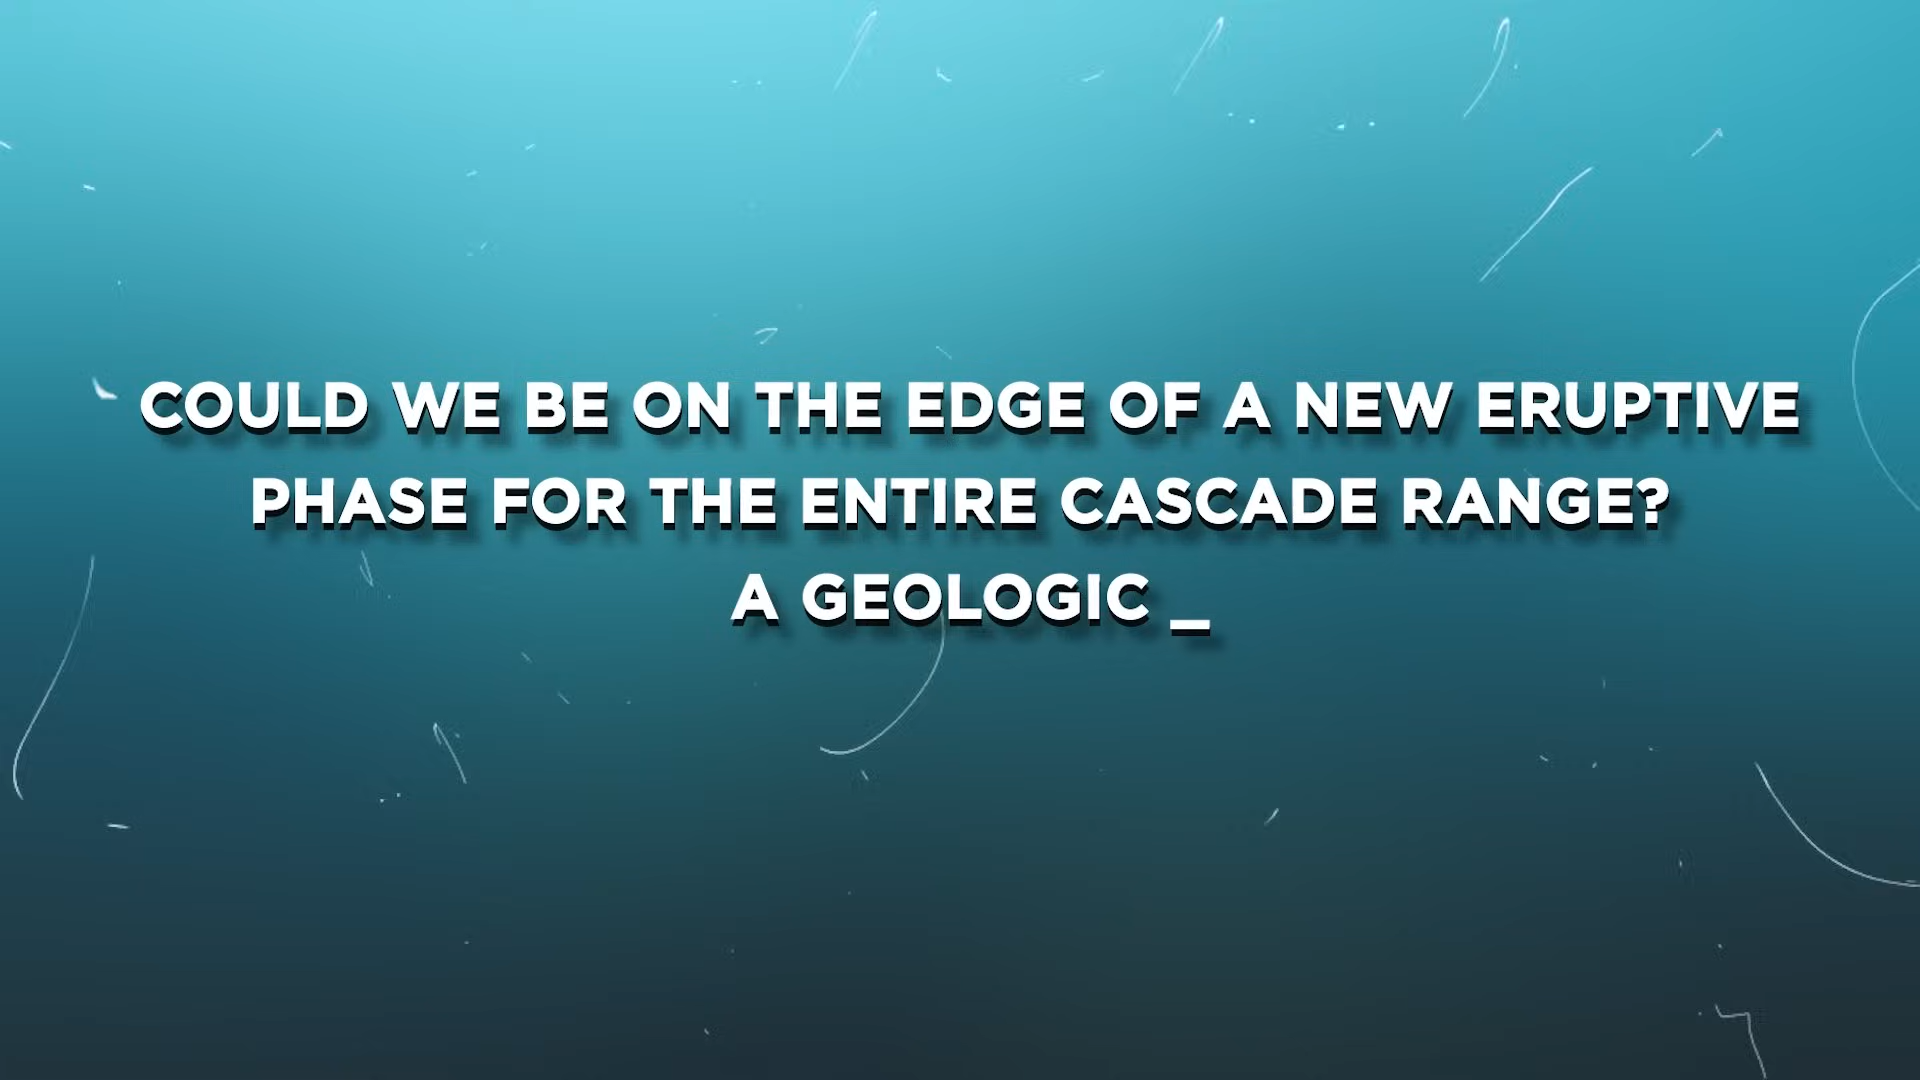 COULD WE BE ON THE EDGE OF A NEW ERUPTIVE
PHASE FOR THE ENTIRE CASCADE RANGE?
A GEOLOGIC _